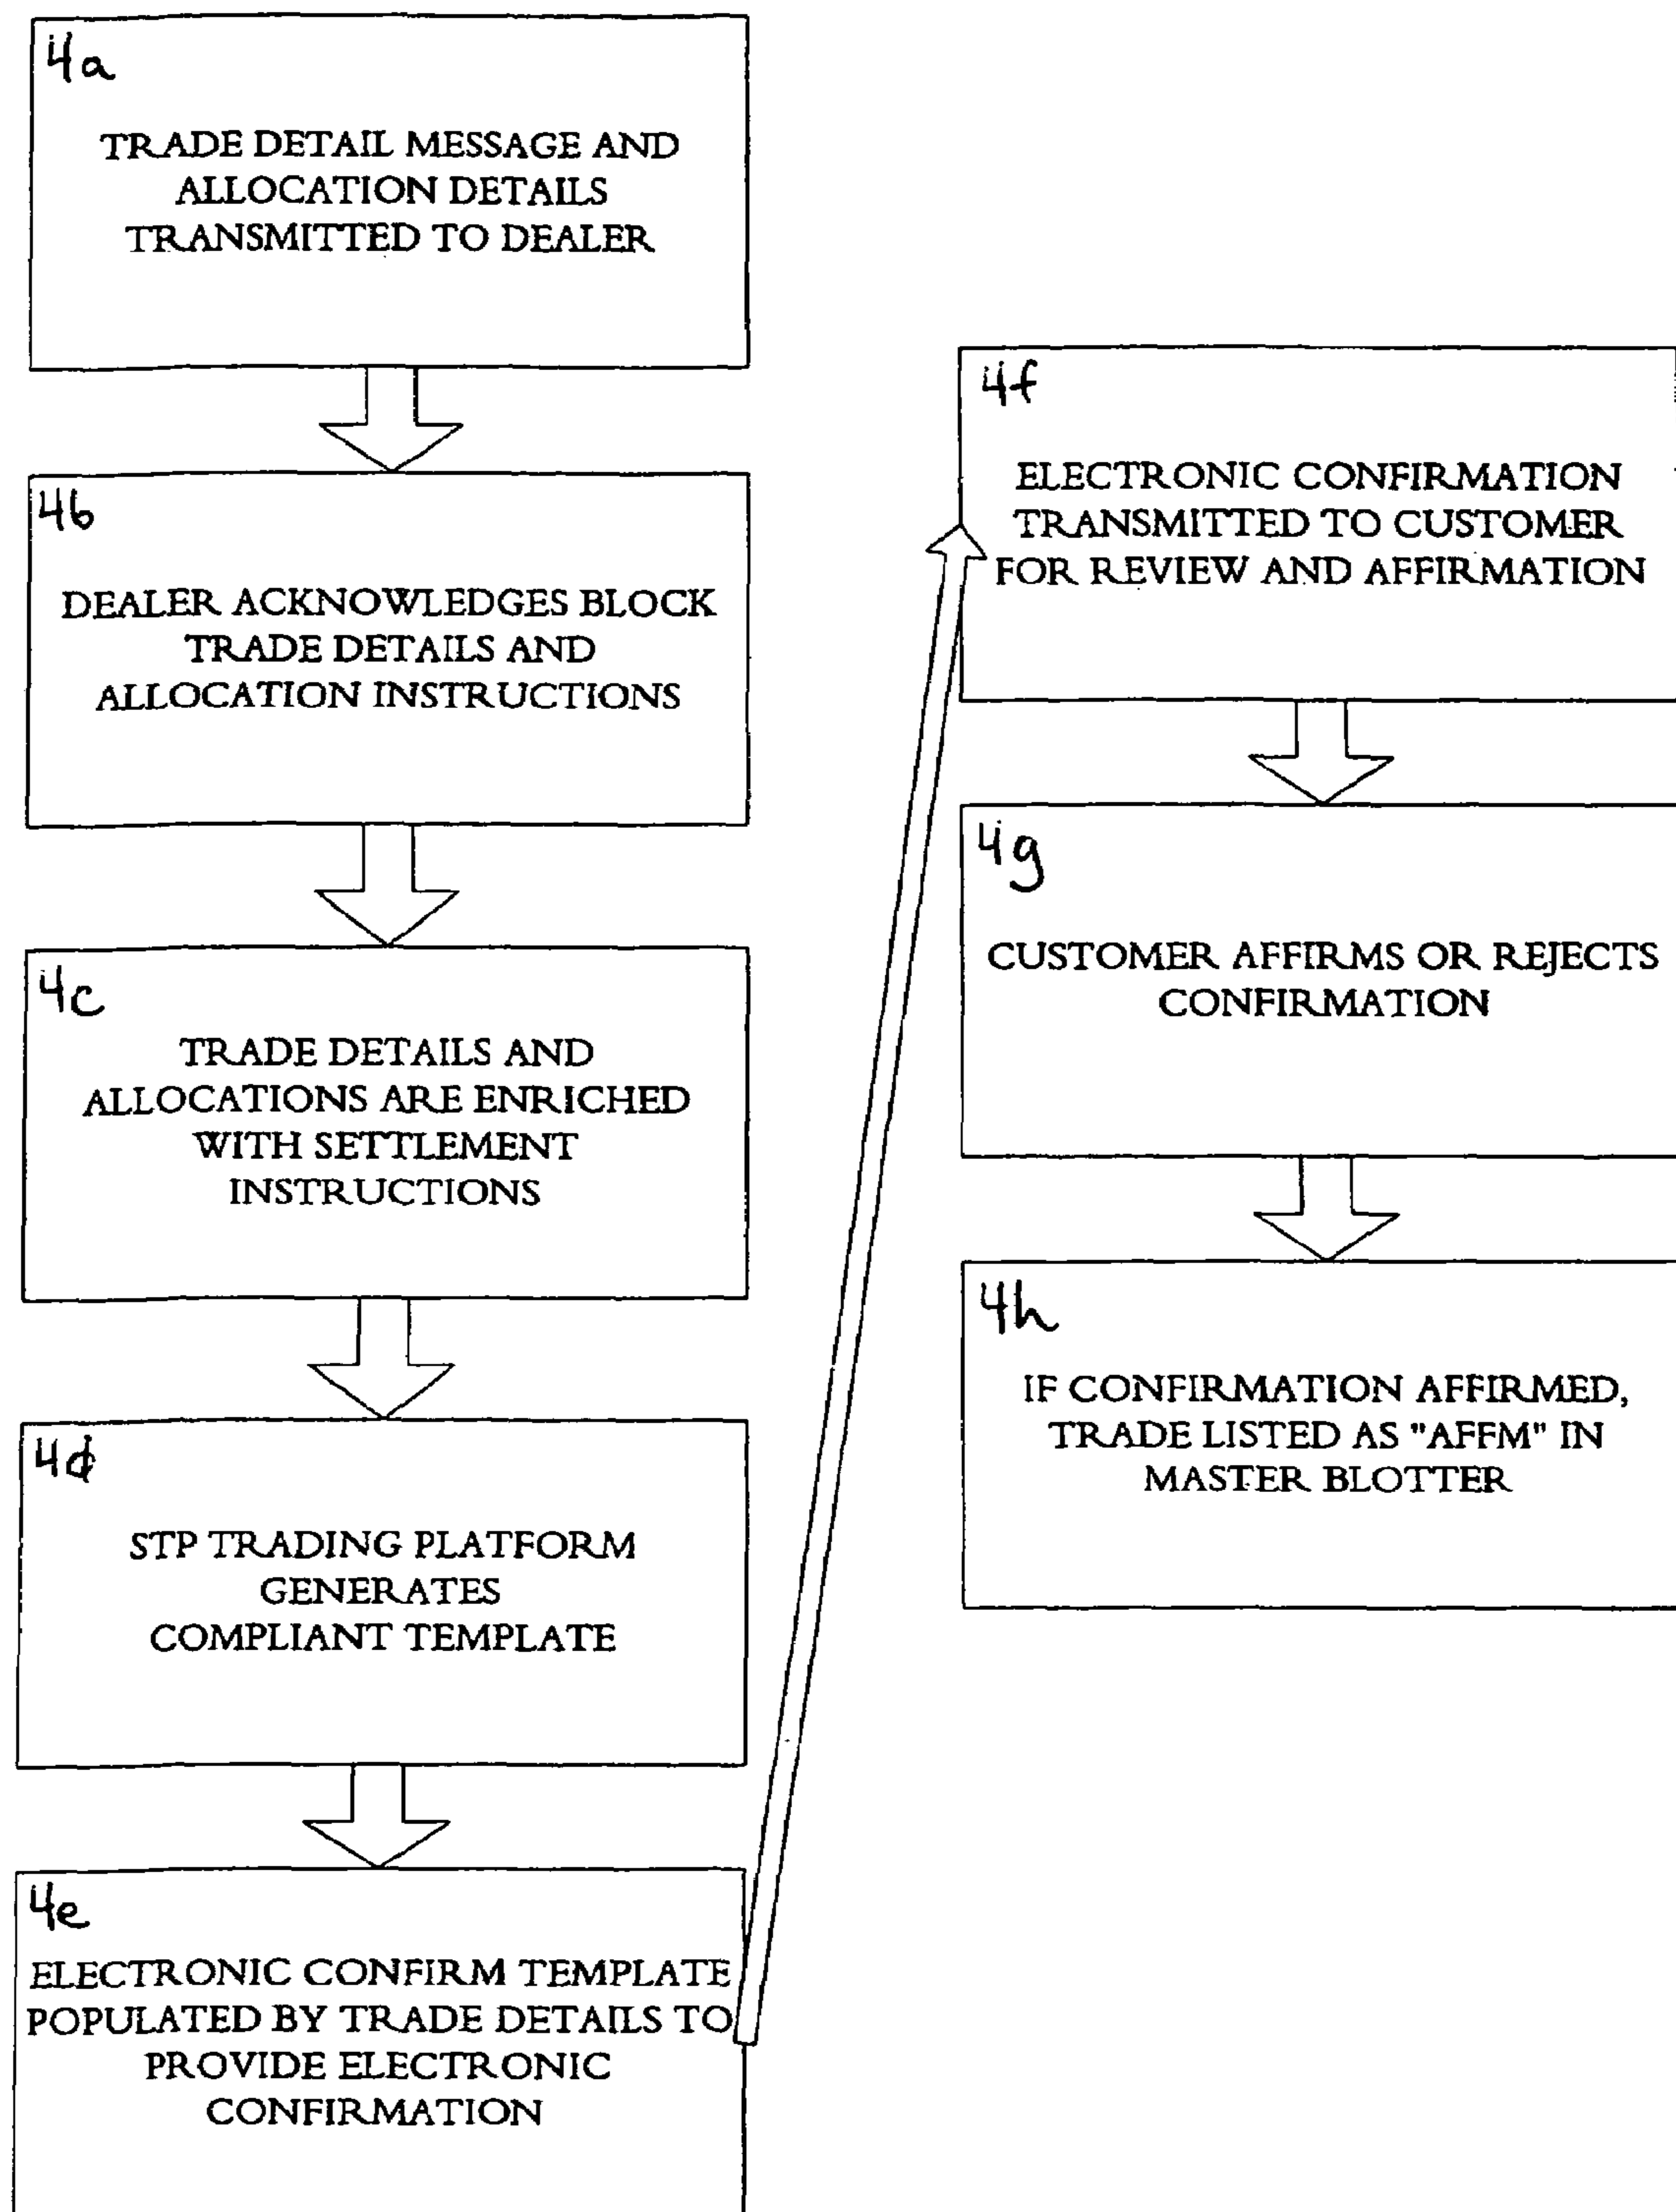 4a
TRADE DETAIL MESSAGE AND
ALLOCATION DETAILS
TRANSMITTED TO DEALER
4b
DEALER ACKNOWLEDGES BLOCK
TRADE DETAILS AND
ALLOCATION INSTRUCTIONS
4c
TRADE DETAILS AND
ALLOCATIONS ARE ENRICHED
WITH SETTLEMENT
INSTRUCTIONS
4d
STP TRADING PLATFORM
GENERATES
COMPLIANT TEMPLATE
4e
ELECTRONIC CONFIRM TEMPLATE
POPULATED BY TRADE DETAILS TO
PROVIDE ELECTRONIC
CONFIRMATION
4f
ELECTRONIC CONFIRMATION
TRANSMITTED TO CUSTOMER
FOR REVIEW AND AFFIRMATION
4g
CUSTOMER AFFIRMS OR REJECTS
CONFIRMATION
4h
IF CONFIRMATION AFFIRMED,
TRADE LISTED AS "AFFM" IN
MASTER BLOTTER